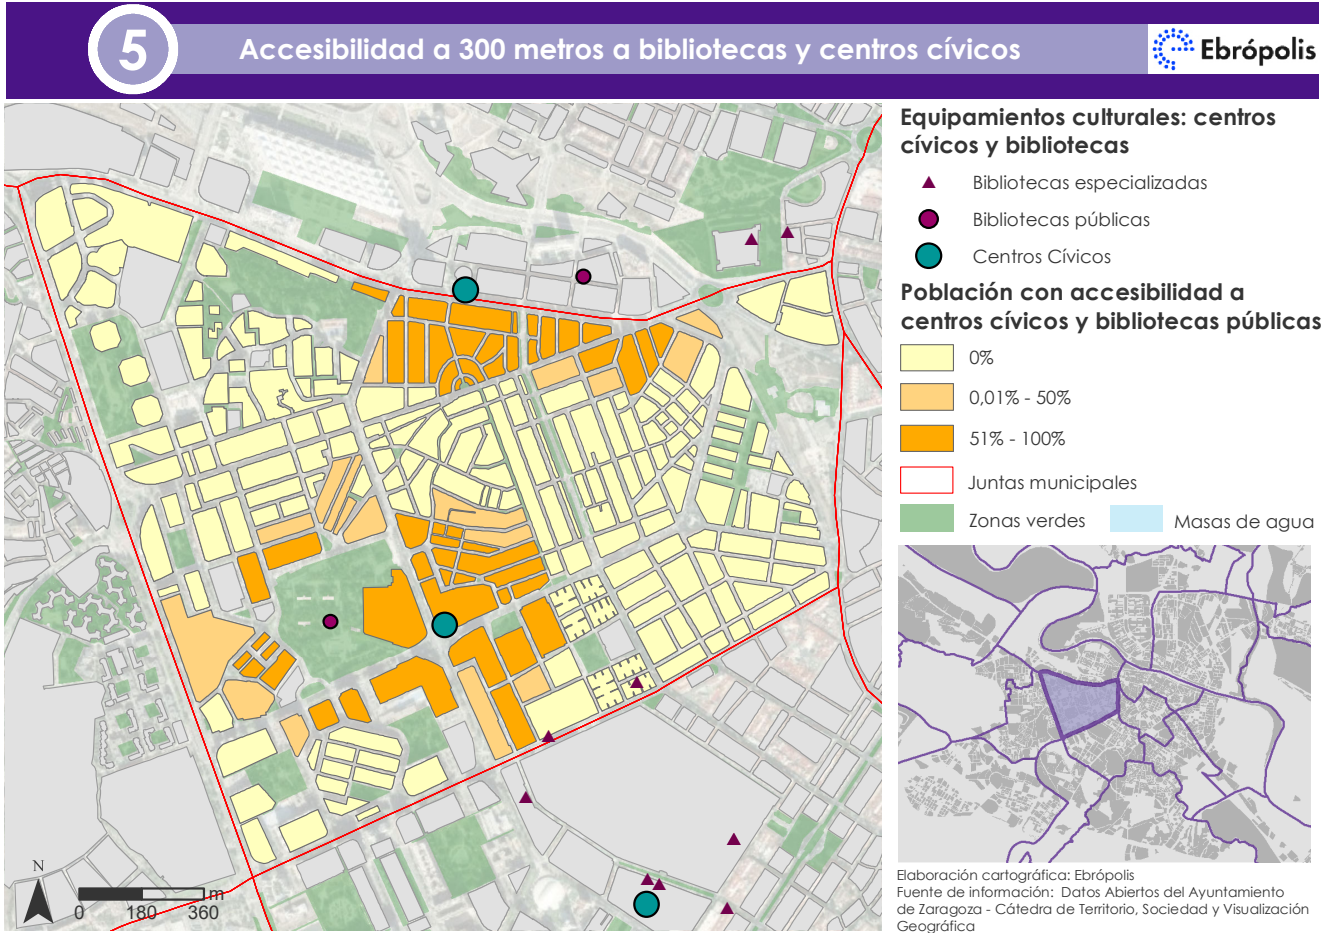 5
Accesibilidad a 300 metros a bibliotecas y centros cívicos
Ebrópolis
Equipamientos culturales: centros
cívicos y bibliotecas
Bibliotecas especializadas
Bibliotecas públicas
Centros Cívicos
Población con accesibilidad a
centros cívicos y bibliotecas públicas
0%
0,01% - 50%
51% - 100%
Juntas municipales
Zonas verdes
Masas de agua
N
m
0 180 360
Elaboración cartográfica: Ebrópolis
Fuente de información: Datos Abiertos del Ayuntamiento
de Zaragoza - Cátedra de Territorio, Sociedad y Visualización
Geográfica